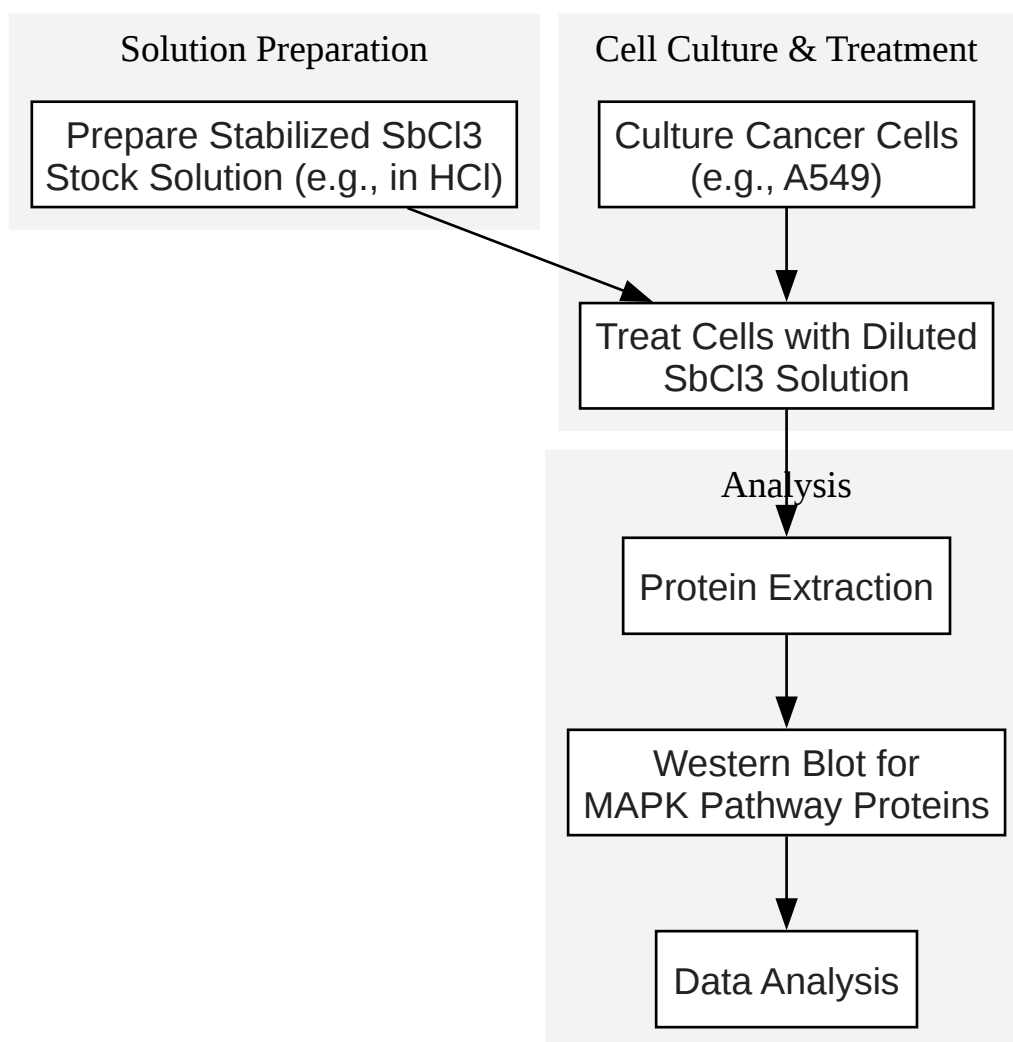 Solution Preparation
Prepare Stabilized SbCl3
Stock Solution (e.g., in HCl)
Cell Culture & Treatment
Culture Cancer Cells
(e.g., A549)
Treat Cells with Diluted
SbCl3 Solution
Analysis
Protein Extraction
Western Blot for
MAPK Pathway Proteins
Data Analysis